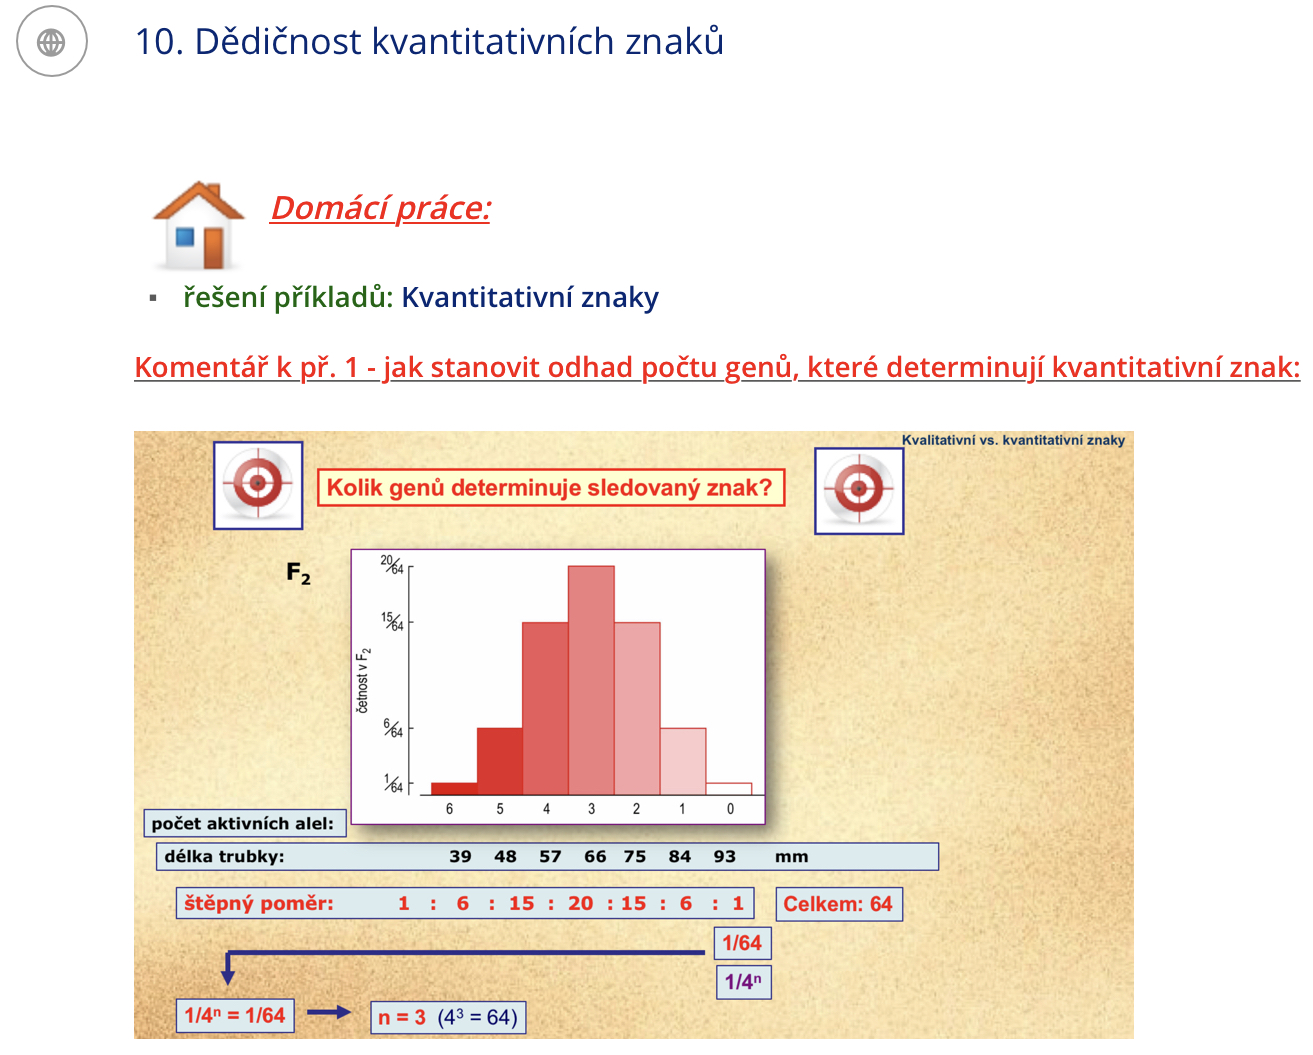 10. Dědičnost kvantitativních znaků
Domácí práce:
▪ řešení příkladů: Kvantitativní znaky
Komentář k př. 1 - jak stanovit odhad počtu genů, které determinují kvantitativní znak:
Kvalitativní vs. kvantitativní znaky
Kolik genů determinuje sledovaný znak?
F₂
četnost v F₂
20/64
15/64
6/64
1/64
6 5 4 3 2 1 0
počet aktivních alel:
délka trubky: 39 48 57 66 75 84 93 mm
štěpný poměr: 1 : 6 : 15 : 20 : 15 : 6 : 1 Celkem: 64
1/64
1/4ⁿ
1/4ⁿ = 1/64 n = 3 (4³ = 64)